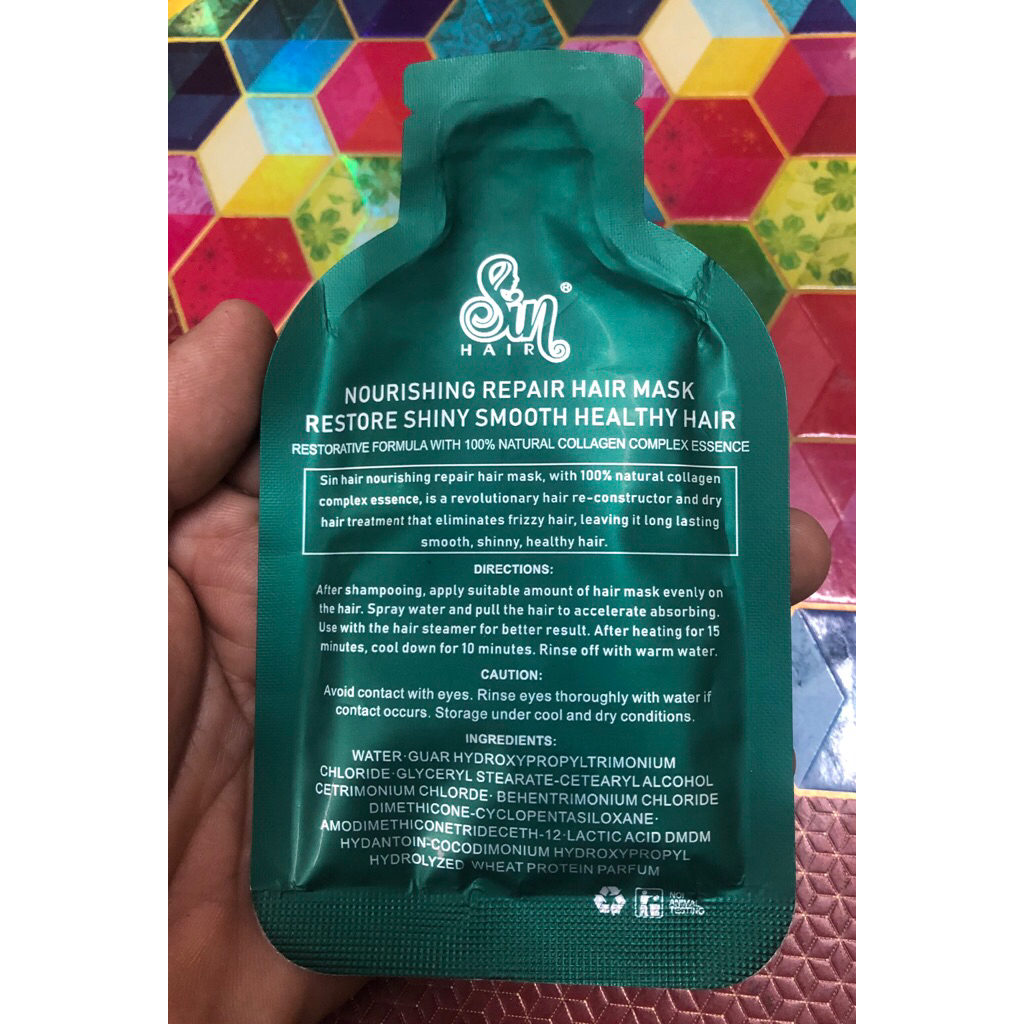 Sin®
HAIR
NOURISHING REPAIR HAIR MASK
RESTORE SHINY SMOOTH HEALTHY HAIR
RESTORATIVE FORMULA WITH 100% NATURAL COLLAGEN COMPLEX ESSENCE
Sin hair nourishing repair hair mask, with 100% natural collagen
complex essence, is a revolutionary hair re-constructor and dry
hair treatment that eliminates frizzy hair, leaving it long lasting
smooth, shinny, healthy hair.
DIRECTIONS:
After shampooing, apply suitable amount of hair mask evenly on
the hair. Spray water and pull the hair to accelerate absorbing.
Use with the hair steamer for better result. After heating for 15
minutes, cool down for 10 minutes. Rinse off with warm water.
CAUTION:
Avoid contact with eyes. Rinse eyes thoroughly with water if
contact occurs. Storage under cool and dry conditions.
INGREDIENTS:
WATER·GUAR HYDROXYPROPYLTRIMONIUM
CHLORIDE·GLYCERYL STEARATE-CETEARYL ALCOHOL
CETRIMONIUM CHLORDE· BEHENTRIMONIUM CHLORIDE
DIMETHICONE-CYCLOPENTASILOXANE·
AMODIMETHICONETRIDECETH-12·LACTIC ACID DMDM
HYDANTOIN-COCODIMONIUM HYDROXYPROPYL
HYDROLYZED WHEAT PROTEIN PARFUM
ANIMAL
TESTING